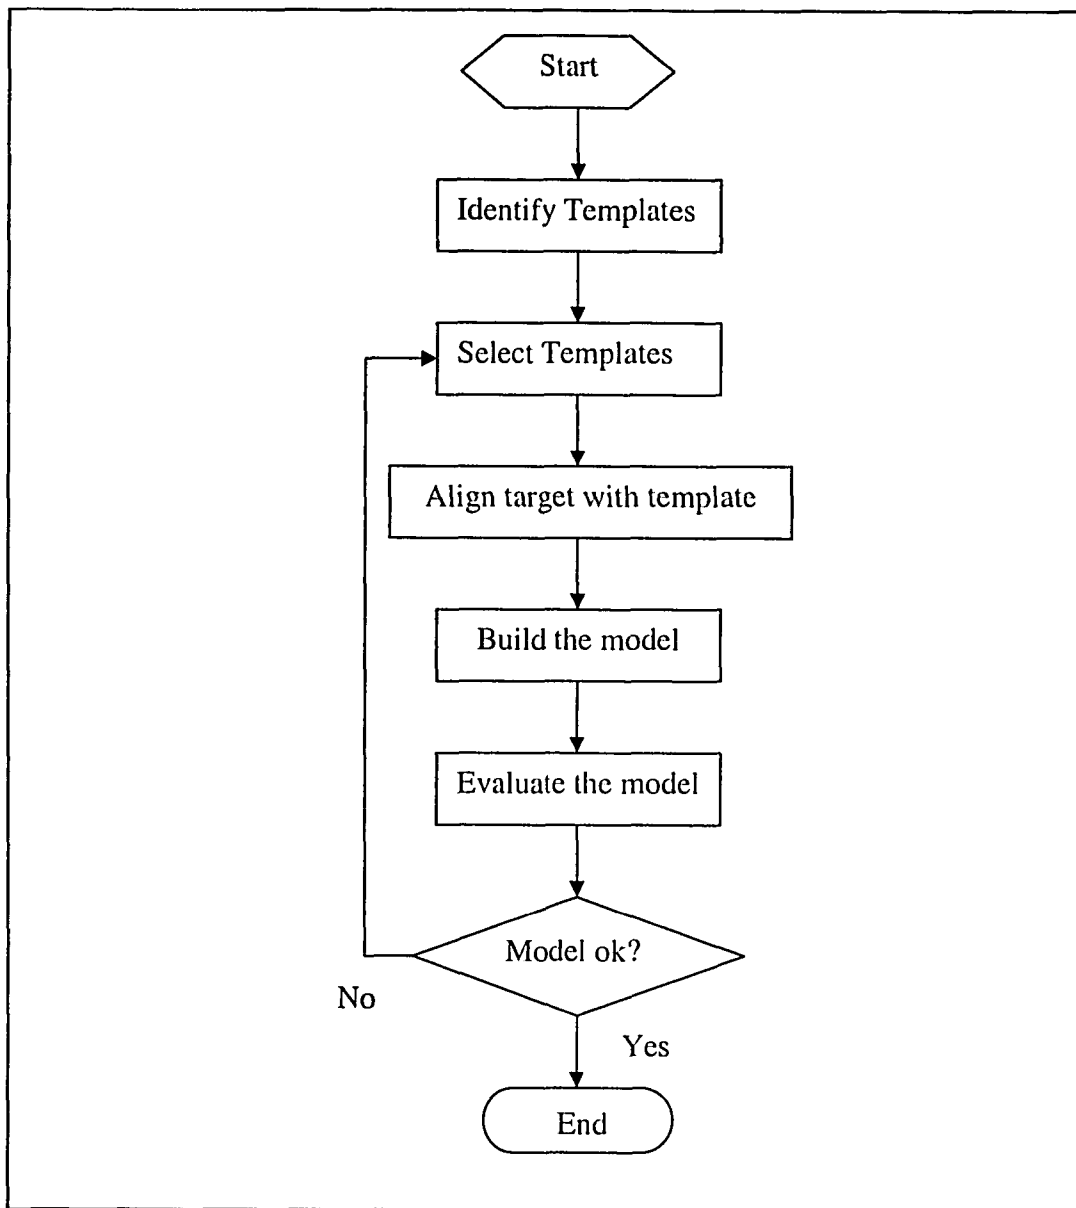 Start
Identify Templates
Select Templates
Align target with template
Build the model
Evaluate the model
Model ok?
No
Yes
End